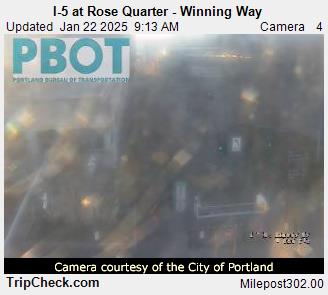 I-5 at Rose Quarter - Winning Way
Updated Jan 22 2025 9:13 AM Camera 4
PBOT
PORTLAND BUREAU OF TRANSPORTATION
Camera courtesy of the City of Portland
TripCheck.com Milepost302.00